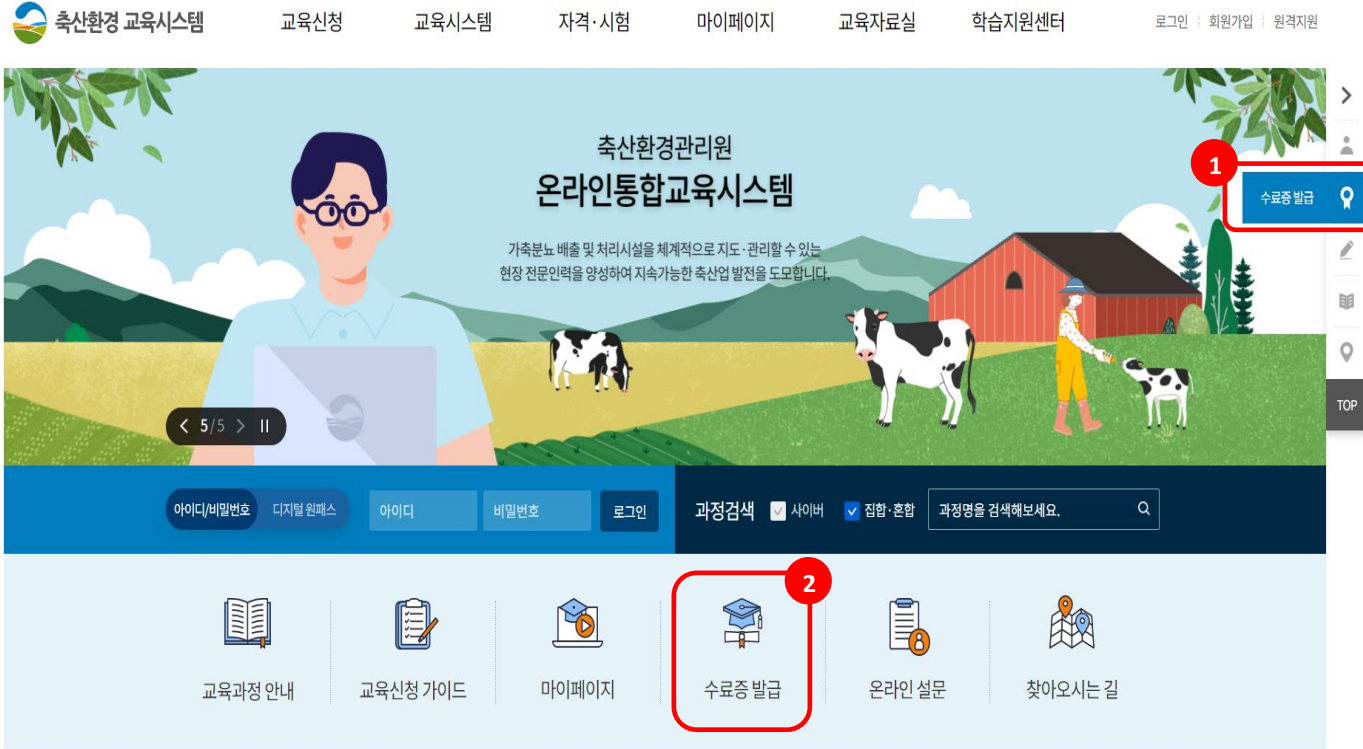 축산환경 교육시스템
교육신청
교육시스템
자격·시험
마이페이지
교육자료실
학습지원센터
로그인
회원가입
원격지원
축산환경관리원
온라인통합교육시스템
가축분뇨 배출 및 처리시설을 체계적으로 지도·관리할 수 있는
현장 전문인력을 양성하여 지속가능한 축산업 발전을 도모합니다.
1
수료증 발급
TOP
5/5
아이디/비밀번호
디지털 원패스
아이디
비밀번호
로그인
과정검색
사이버
집합·혼합
과정명을 검색해보세요.
2
교육과정 안내
교육신청 가이드
마이페이지
수료증 발급
온라인 설문
찾아오시는 길